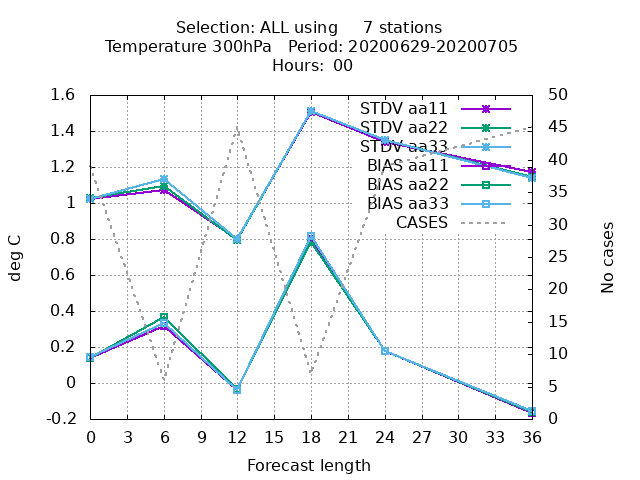 Selection: ALL using     7 stations
Temperature 300hPa   Period: 20200629-20200705
Hours:  00
1.6
1.4
1.2
1
0.8
0.6
0.4
0.2
0
-0.2
deg C
STDV aa11
STDV aa22
STDV aa33
BIAS aa11
BIAS aa22
BIAS aa33
CASES
50
45
40
35
30
25
20
15
10
5
0
No cases
0 3 6 9 12 15 18 21 24 27 30 33 36
Forecast length